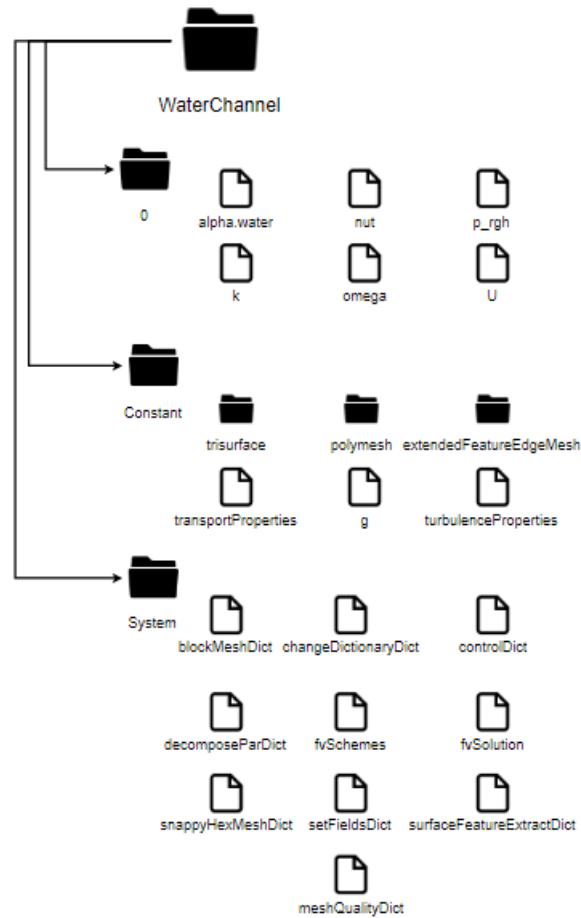 WaterChannel
0
alpha.water nut p_rgh
k omega U
Constant
trisurface polymesh extendedFeatureEdgeMesh
transportProperties g turbulenceProperties
System
blockMeshDict changeDictionaryDict controlDict
decomposeParDict fvSchemes fvSolution
snappyHexMeshDict setFieldsDict surfaceFeatureExtractDict
meshQualityDict